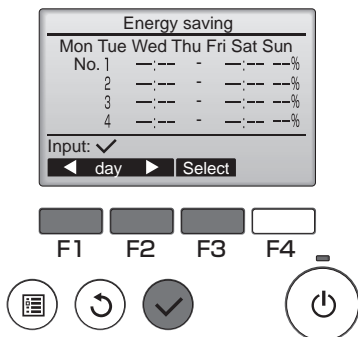 Energy saving
Mon Tue Wed Thu Fri Sat Sun
No. 1 —:-- - —:-- --%
2 —:-- - —:-- --%
3 —:-- - —:-- --%
4 —:-- - —:-- --%
Input: ✓
◀ day ▶ Select
F1 F2 F3 F4